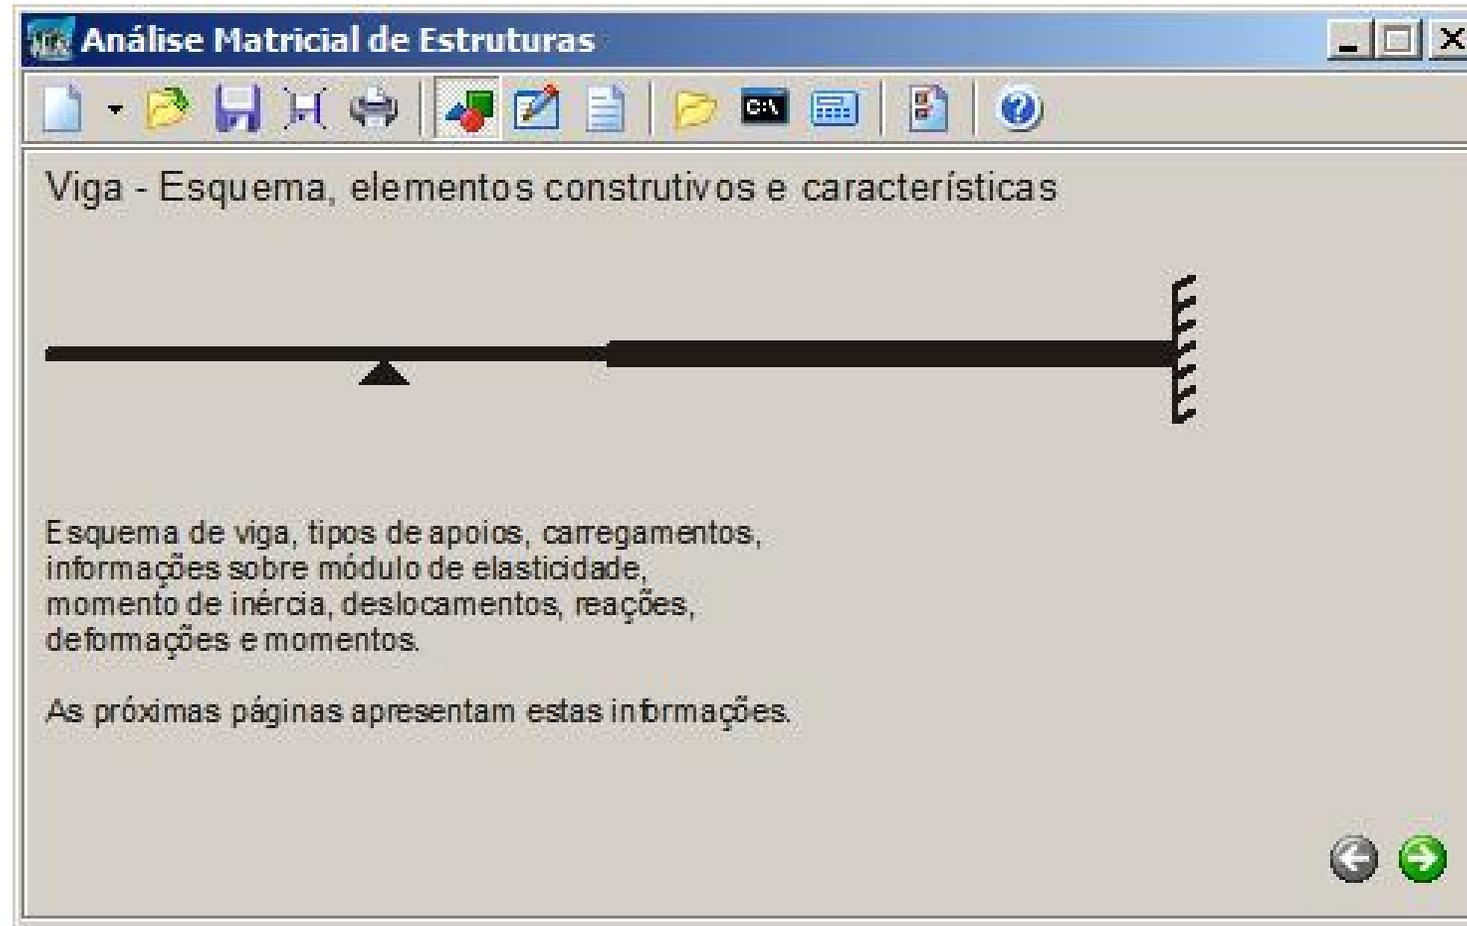 Análise Matricial de Estruturas
C:\
Viga - Esquema, elementos construtivos e características
Esquema de viga, tipos de apoios, carregamentos,
informações sobre módulo de elasticidade,
momento de inércia, deslocamentos, reações,
deformações e momentos.
As próximas páginas apresentam estas informações.